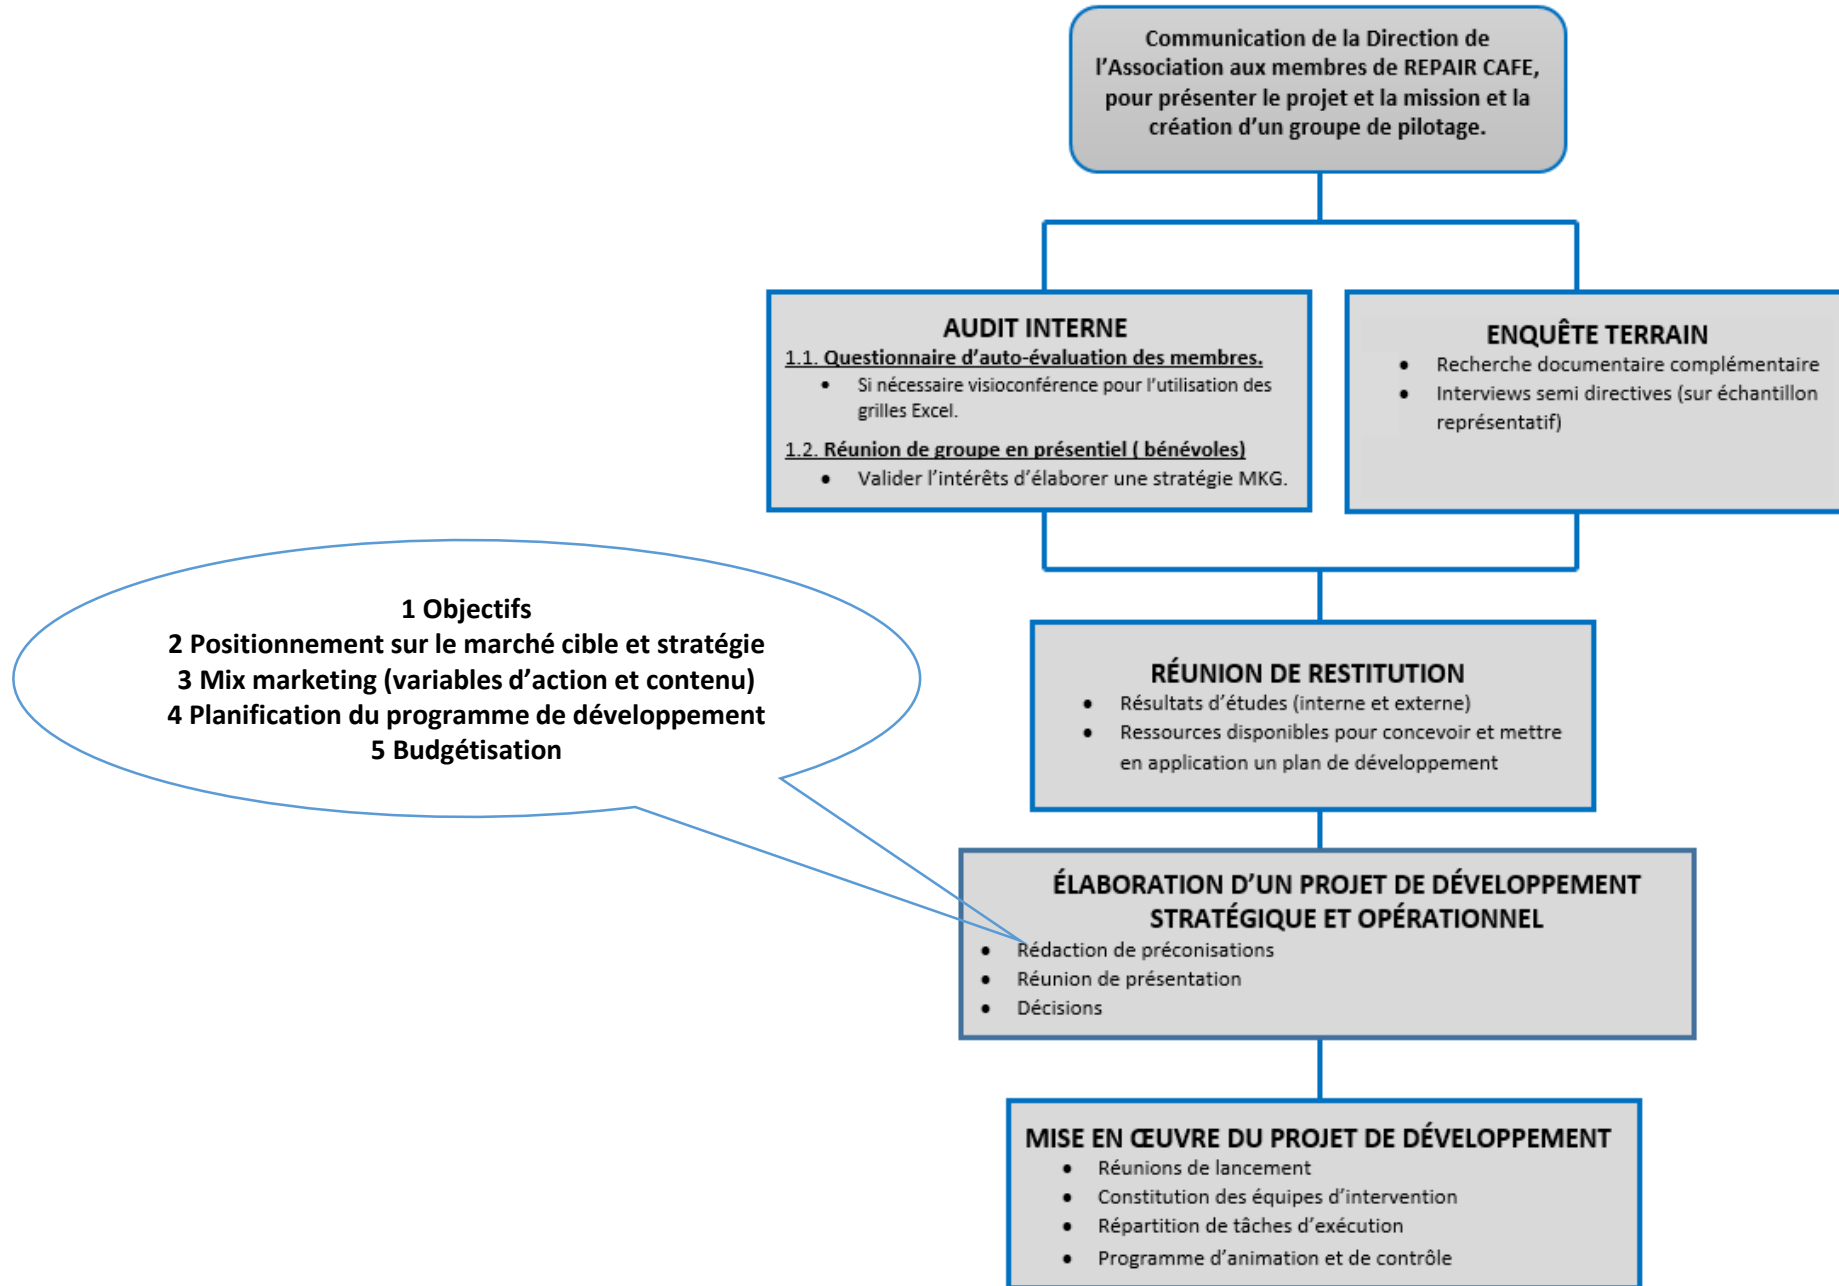 Communication de la Direction de
l’Association aux membres de REPAIR CAFE,
pour présenter le projet et la mission et la
création d’un groupe de pilotage.
AUDIT INTERNE
1.1. Questionnaire d’auto-évaluation des membres.
• Si nécessaire visioconférence pour l’utilisation des
grilles Excel.
1.2. Réunion de groupe en présentiel ( bénévoles)
• Valider l’intérêts d’élaborer une stratégie MKG.
ENQUÊTE TERRAIN
• Recherche documentaire complémentaire
• Interviews semi directives (sur échantillon
représentatif)
1 Objectifs
2 Positionnement sur le marché cible et stratégie
3 Mix marketing (variables d’action et contenu)
4 Planification du programme de développement
5 Budgétisation
RÉUNION DE RESTITUTION
• Résultats d’études (interne et externe)
• Ressources disponibles pour concevoir et mettre
en application un plan de développement
ÉLABORATION D’UN PROJET DE DÉVELOPPEMENT
STRATÉGIQUE ET OPÉRATIONNEL
• Rédaction de préconisations
• Réunion de présentation
• Décisions
MISE EN ŒUVRE DU PROJET DE DÉVELOPPEMENT
• Réunions de lancement
• Constitution des équipes d’intervention
• Répartition de tâches d’exécution
• Programme d’animation et de contrôle